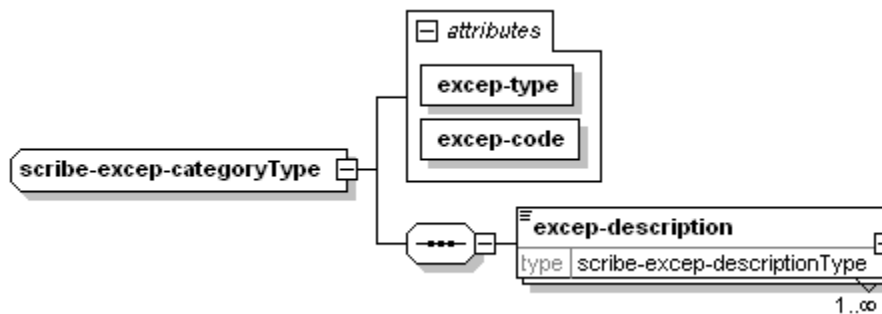 attributes
excep-type
excep-code
scribe-excep-categoryType
excep-description
type scribe-excep-descriptionType
1..∞